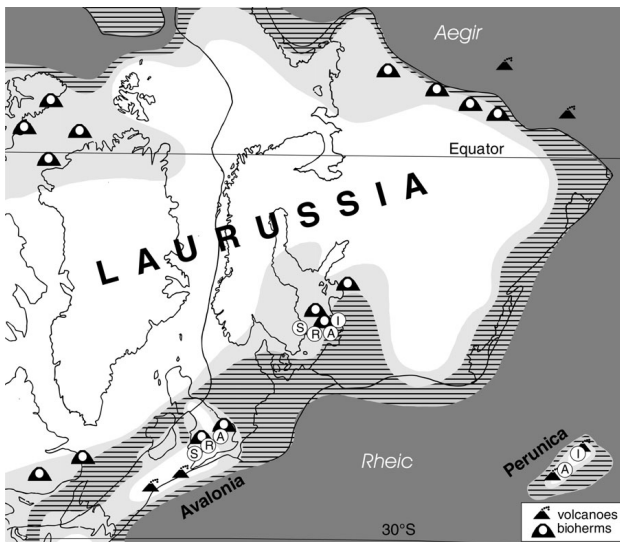 Aegir
Equator
LAURUSSIA
S R A I
S R A
Rheic
Perunica
A I
Avalonia
30°S
volcanoes
bioherms